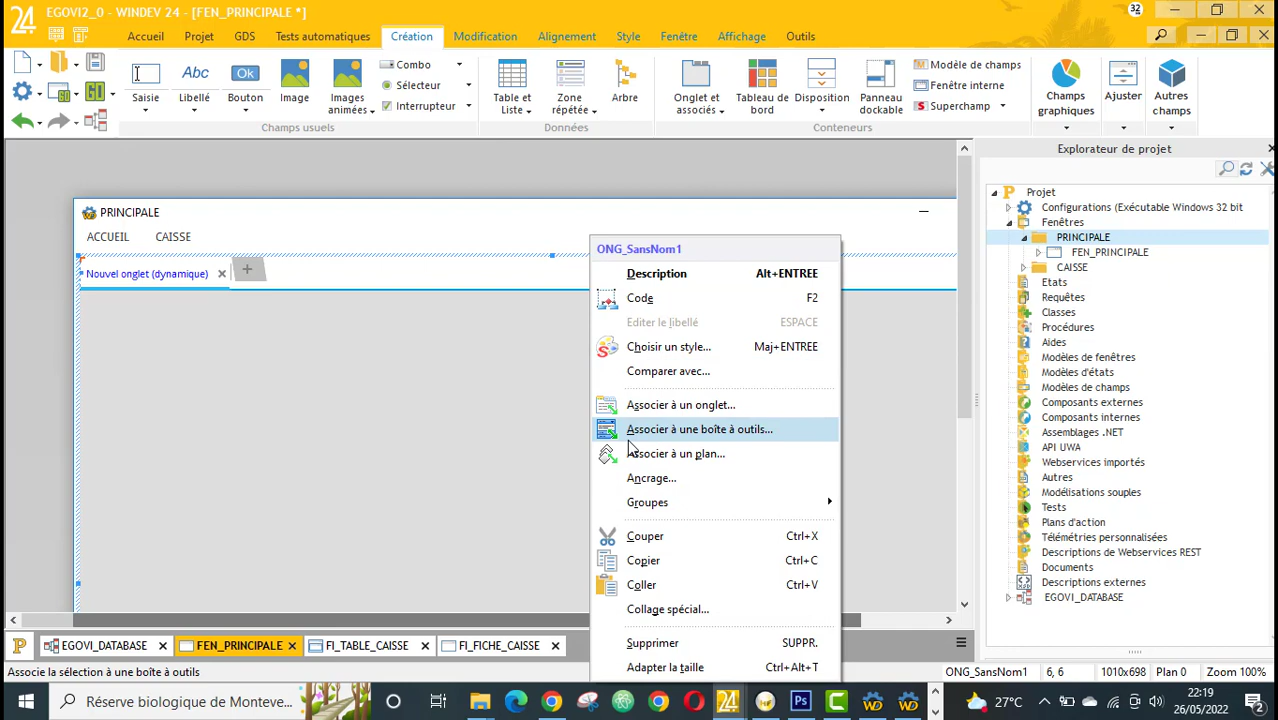 24 EGOVI2_0 - WINDEV 24 - [FEN_PRINCIPALE *] 32
Accueil Projet GDS Tests automatiques Création Modification Alignement Style Fenêtre Affichage Outils
Saisie Abc Libellé Ok Bouton Image Images animées Combo Sélecteur Interrupteur
Champs usuels
Table et Liste Zone répétée Arbre
Données
Onglet et associés Tableau de bord Disposition Panneau dockable Modèle de champs Fenêtre interne Superchamp
Conteneurs
Champs graphiques Ajuster Autres champs
GO
Explorateur de projet
Projet
Configurations (Exécutable Windows 32 bit
Fenêtres
PRINCIPALE
FEN_PRINCIPALE
CAISSE
Etats
Requêtes
Classes
Procédures
Aides
Modèles de fenêtres
Modèles d'états
Modèles de champs
Composants externes
Composants internes
Assemblages .NET
API UWA
Webservices importés
Autres
Modélisations souples
Tests
Plans d'action
Télémétries personnalisées
Descriptions de Webservices REST
Documents
Descriptions externes
EGOVI_DATABASE
PRINCIPALE
ACCUEIL CAISSE
Nouvel onglet (dynamique)
ONG_SansNom1
Description Alt+ENTREE
Code F2
Editer le libellé ESPACE
Choisir un style... Maj+ENTREE
Comparer avec...
Associer à un onglet...
Associer à une boîte à outils...
Associer à un plan...
Ancrage...
Groupes
Couper Ctrl+X
Copier Ctrl+C
Coller Ctrl+V
Collage spécial...
Supprimer SUPPR.
Adapter la taille Ctrl+Alt+T
EGOVI_DATABASE FEN_PRINCIPALE FI_TABLE_CAISSE FI_FICHE_CAISSE
Associe la sélection à une boîte à outils
ONG_SansNom1 6, 6 1010x698 Plan 0 Zoom 100%
Réserve biologique de Monteve...
27°C
22:19
26/05/2022